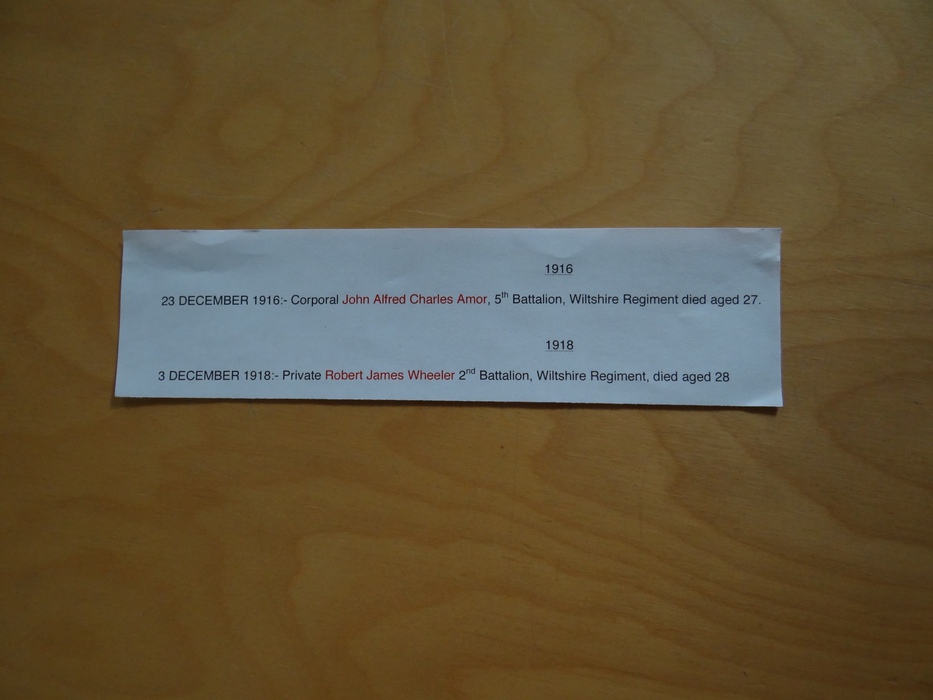 1916
23 DECEMBER 1916:- Corporal John Alfred Charles Amor, 5th Battalion, Wiltshire Regiment died aged 27.
1918
3 DECEMBER 1918:- Private Robert James Wheeler 2nd Battalion, Wiltshire Regiment, died aged 28